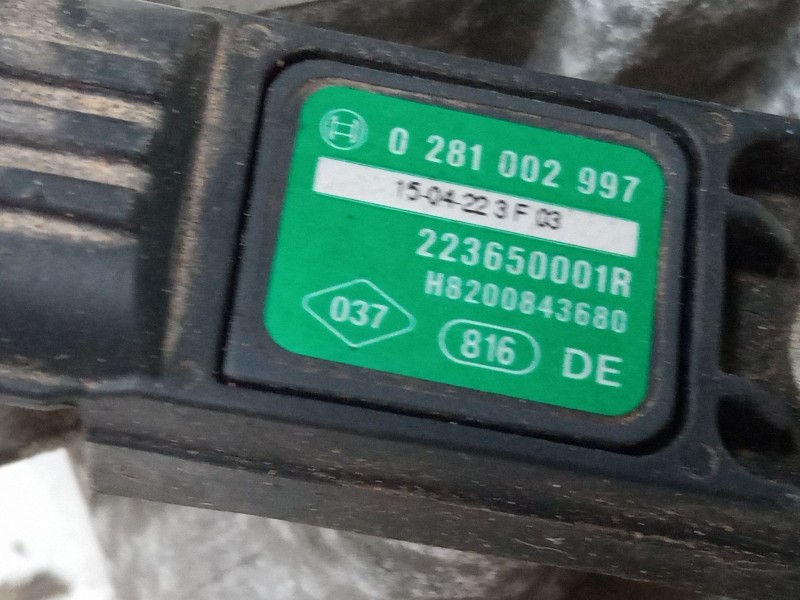 0 281 002 997
15-04-22 3 F 03
223650001R
H8200843680
037
816 DE